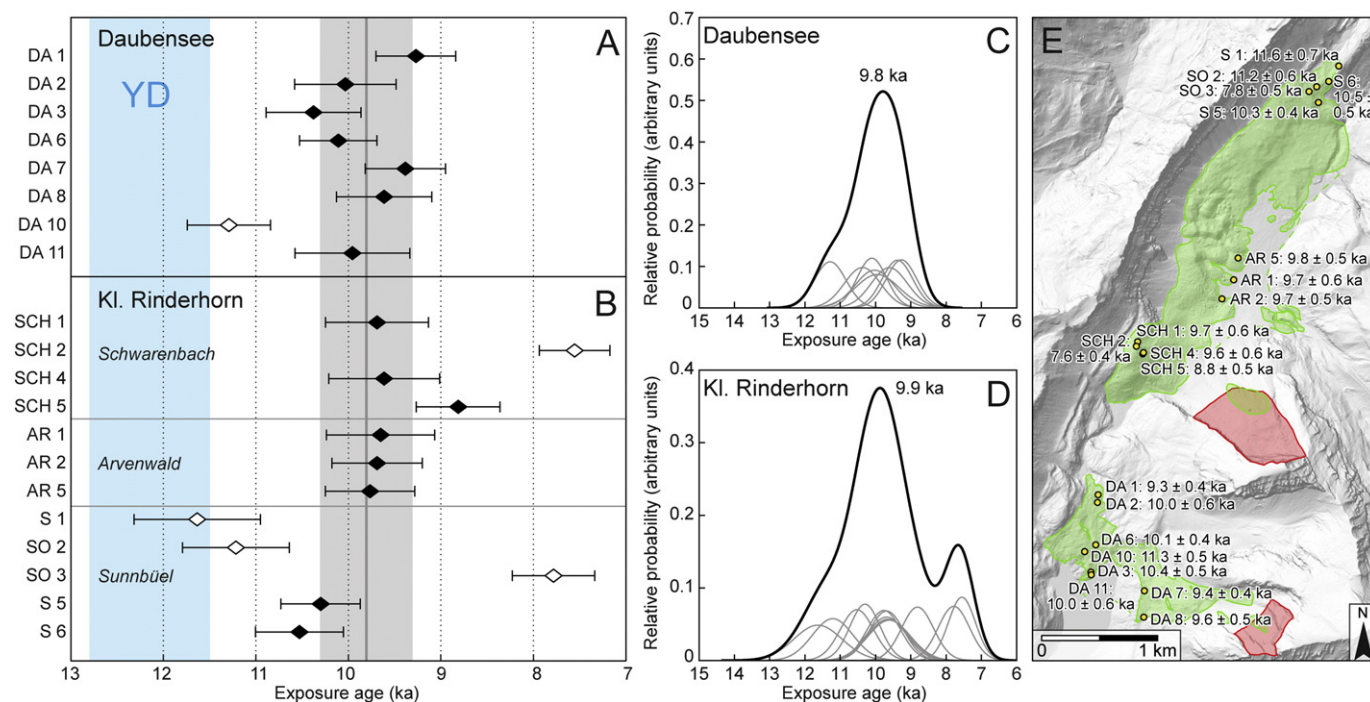 Daubensee
A
YD
DA 1
DA 2
DA 3
DA 6
DA 7
DA 8
DA 10
DA 11
Kl. Rinderhorn
B
SCH 1
SCH 2
Schwarenbach
SCH 4
SCH 5
AR 1
AR 2
Arvenwald
AR 5
S 1
SO 2
SO 3
Sunnbüel
S 5
S 6
13
12
11
10
9
8
7
Exposure age (ka)
Daubensee
C
9.8 ka
Relative probability (arbitrary units)
0.7
0.6
0.5
0.4
0.3
0.2
0.1
0
15 14 13 12 11 10 9 8 7 6
Exposure age (ka)
Kl. Rinderhorn
D
9.9 ka
Relative probability (arbitrary units)
0.4
0.3
0.2
0.1
0
15 14 13 12 11 10 9 8 7 6
Exposure age (ka)
E
S 1: 11.6 ± 0.7 ka
SO 2: 11.2 ± 0.6 ka
SO 3: 7.8 ± 0.5 ka
S 6:
10.5 ±
0.5 ka
S 5: 10.3 ± 0.4 ka
AR 5: 9.8 ± 0.5 ka
AR 1: 9.7 ± 0.6 ka
AR 2: 9.7 ± 0.5 ka
SCH 1: 9.7 ± 0.6 ka
SCH 2:
7.6 ± 0.4 ka
SCH 4: 9.6 ± 0.6 ka
SCH 5: 8.8 ± 0.5 ka
DA 1: 9.3 ± 0.4 ka
DA 2: 10.0 ± 0.6 ka
DA 6: 10.1 ± 0.4 ka
DA 10: 11.3 ± 0.5 ka
DA 3: 10.4 ± 0.5 ka
DA 11:
10.0 ± 0.6 ka
DA 7: 9.4 ± 0.4 ka
DA 8: 9.6 ± 0.5 ka
0
1 km
N